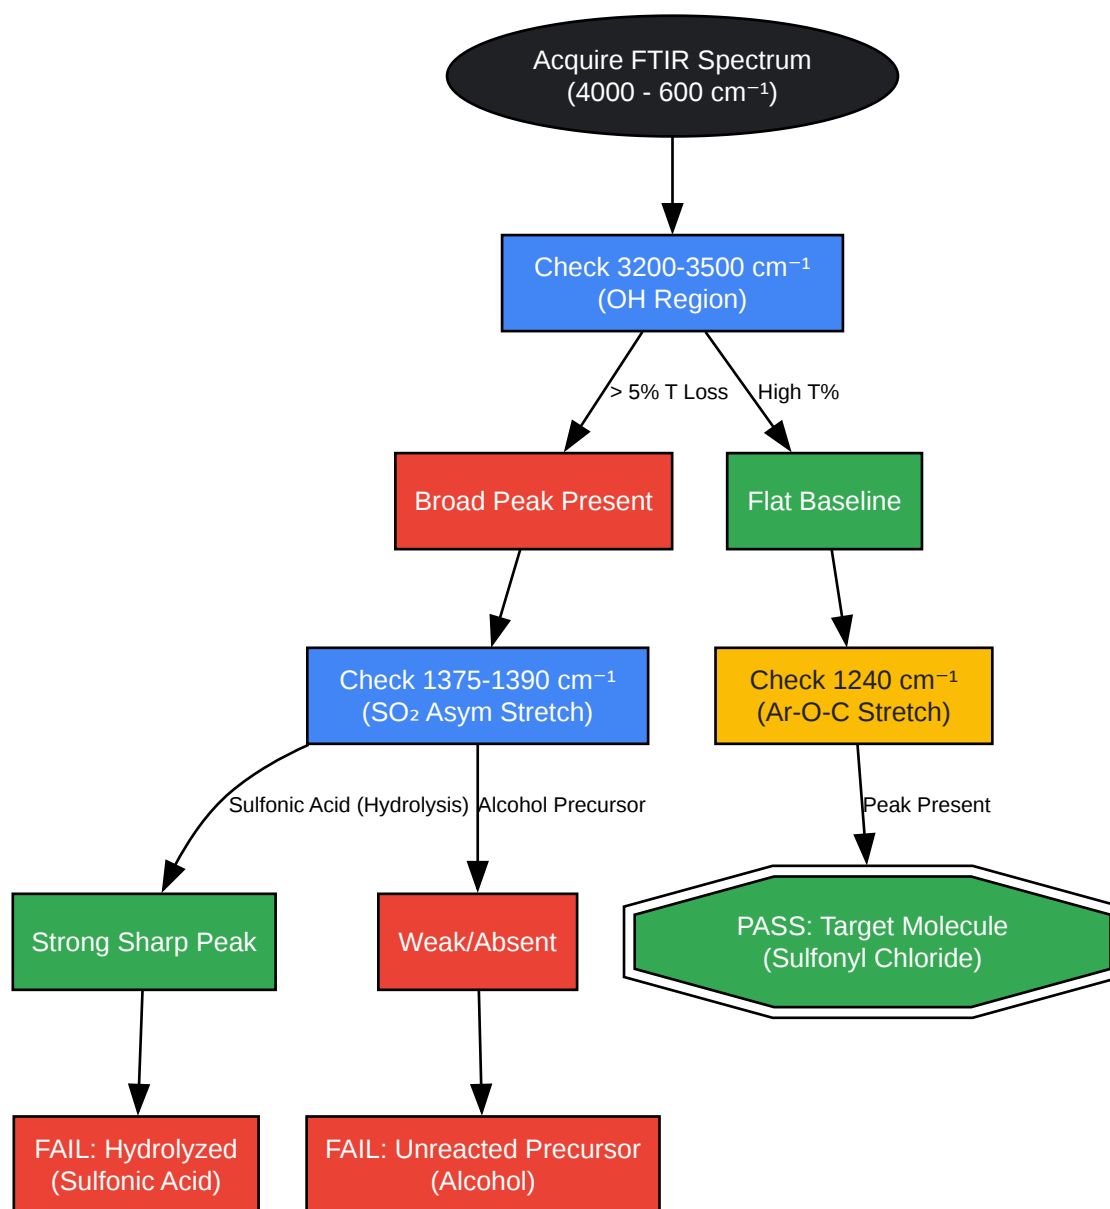 Acquire FTIR Spectrum
(4000 - 600 cm⁻¹)
Check 3200-3500 cm⁻¹
(OH Region)
> 5% T Loss
High T%
Broad Peak Present
Flat Baseline
Check 1375-1390 cm⁻¹
(SO₂ Asym Stretch)
Check 1240 cm⁻¹
(Ar-O-C Stretch)
Sulfonic Acid (Hydrolysis)
Alcohol Precursor
Peak Present
Strong Sharp Peak
Weak/Absent
PASS: Target Molecule
(Sulfonyl Chloride)
FAIL: Hydrolyzed
(Sulfonic Acid)
FAIL: Unreacted Precursor
(Alcohol)